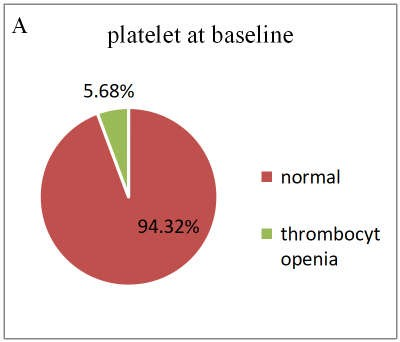 A
platelet at baseline
5.68%
94.32%
normal
thrombocyt
openia